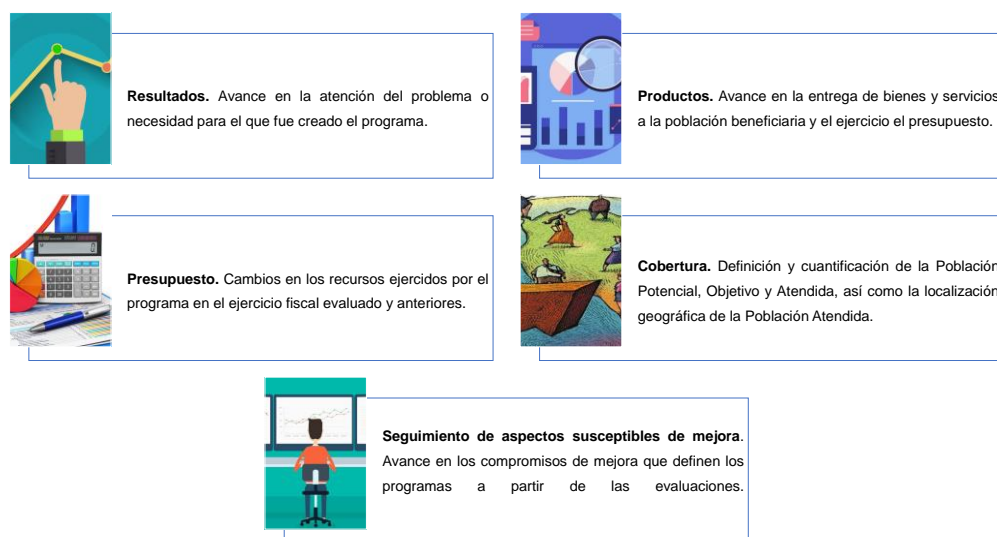 Resultados. Avance en la atención del problema o
necesidad para el que fue creado el programa.
Productos. Avance en la entrega de bienes y servicios
a la población beneficiaria y el ejercicio el presupuesto.
Presupuesto. Cambios en los recursos ejercidos por el
programa en el ejercicio fiscal evaluado y anteriores.
Cobertura. Definición y cuantificación de la Población
Potencial, Objetivo y Atendida, así como la localización
geográfica de la Población Atendida.
Seguimiento de aspectos susceptibles de mejora.
Avance en los compromisos de mejora que definen los
programas a partir de las evaluaciones.